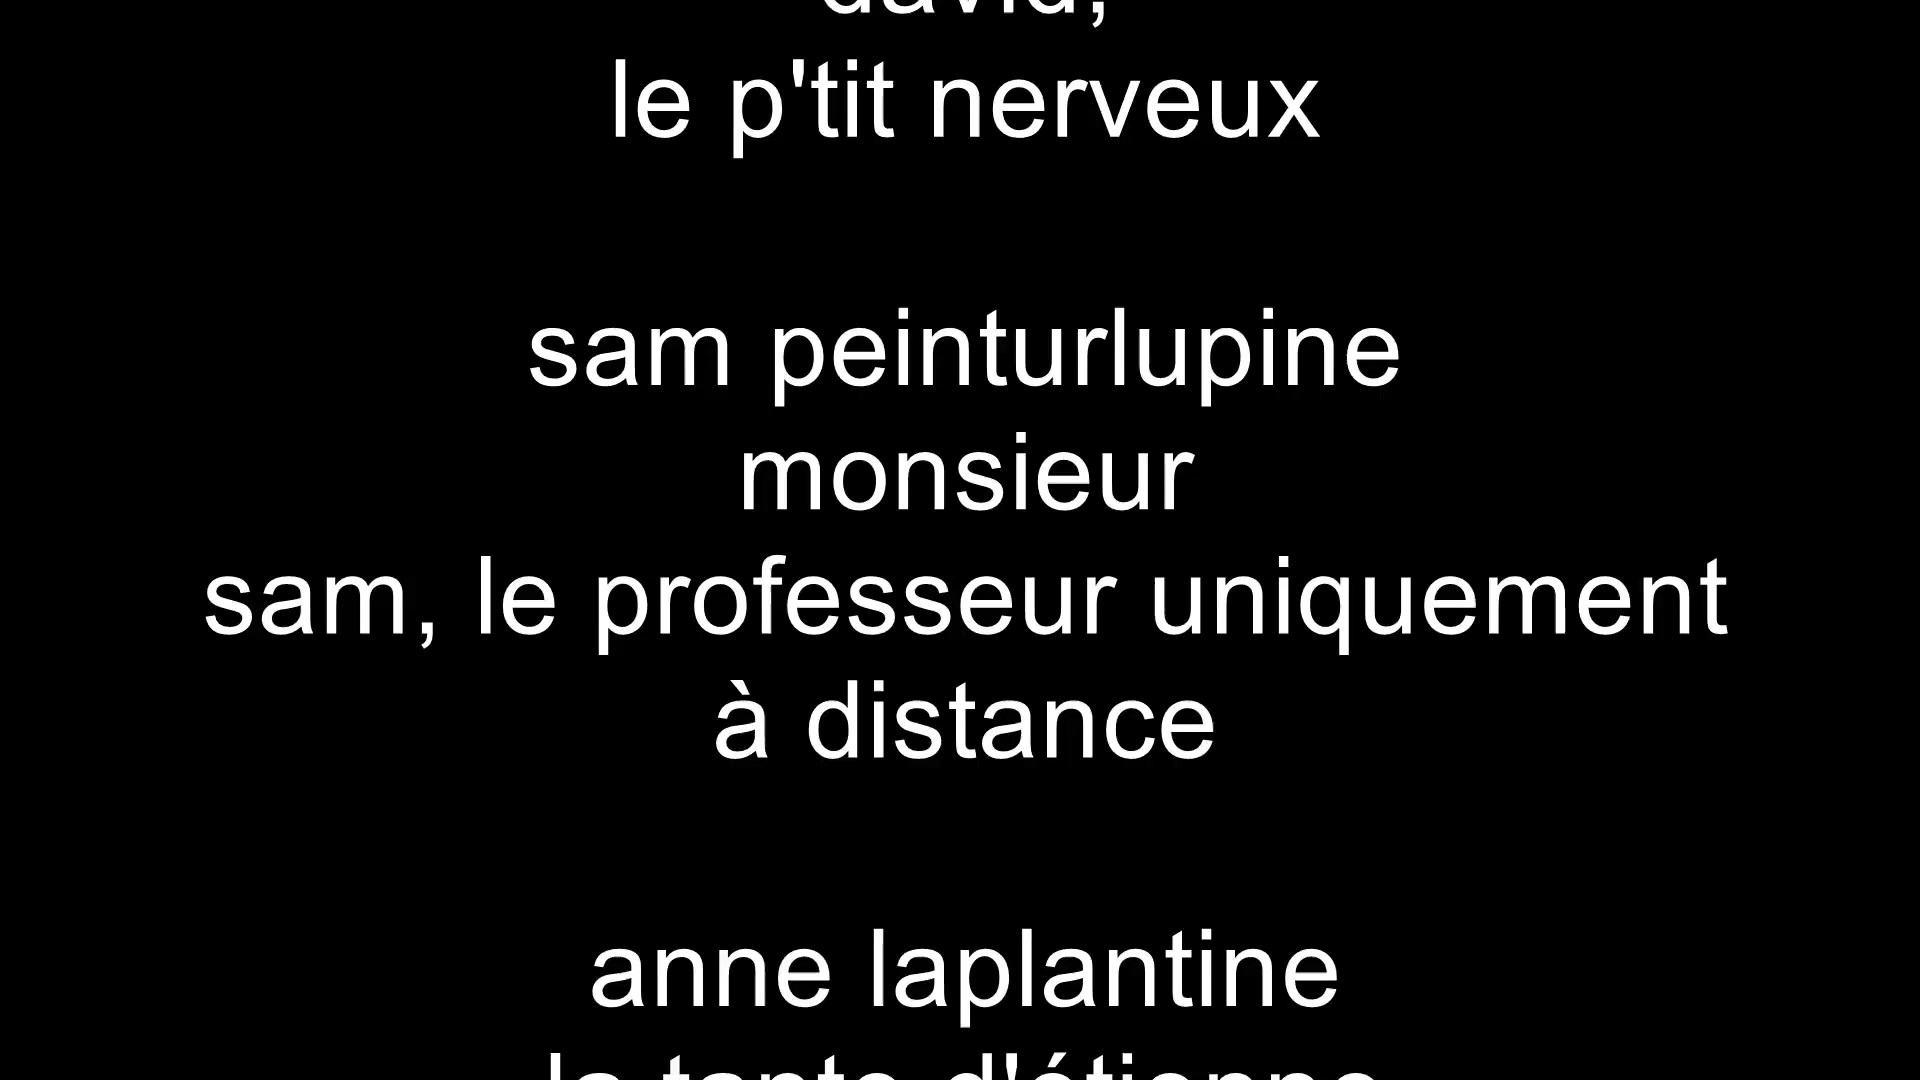 david,
le p'tit nerveux
sam peinturlupine
monsieur
sam, le professeur uniquement
à distance
anne laplantine
la tante d'étienne